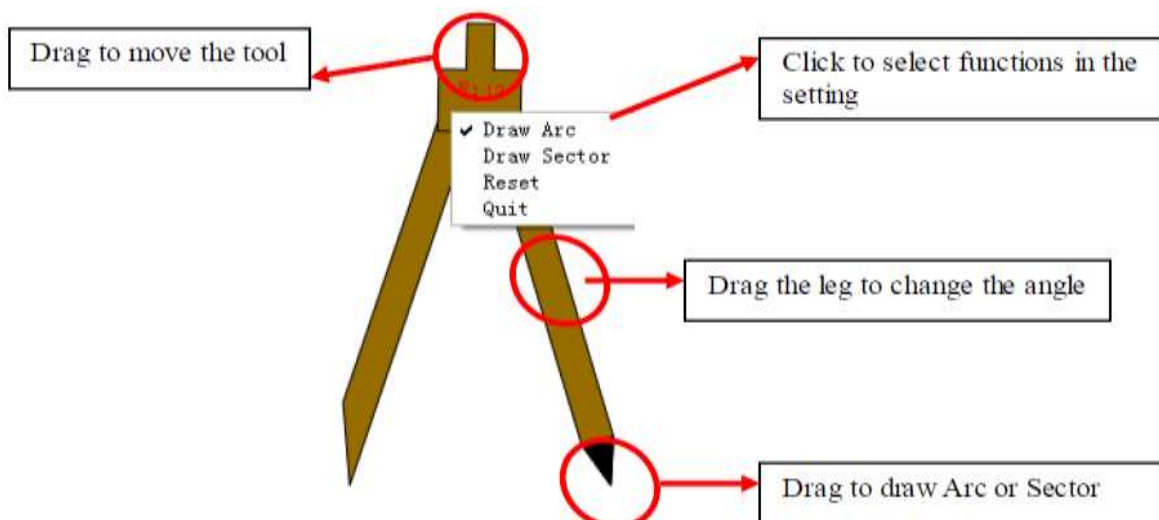 Drag to move the tool
Click to select functions in the
setting
✔ Draw Arc
Draw Sector
Reset
Quit
Drag the leg to change the angle
Drag to draw Arc or Sector